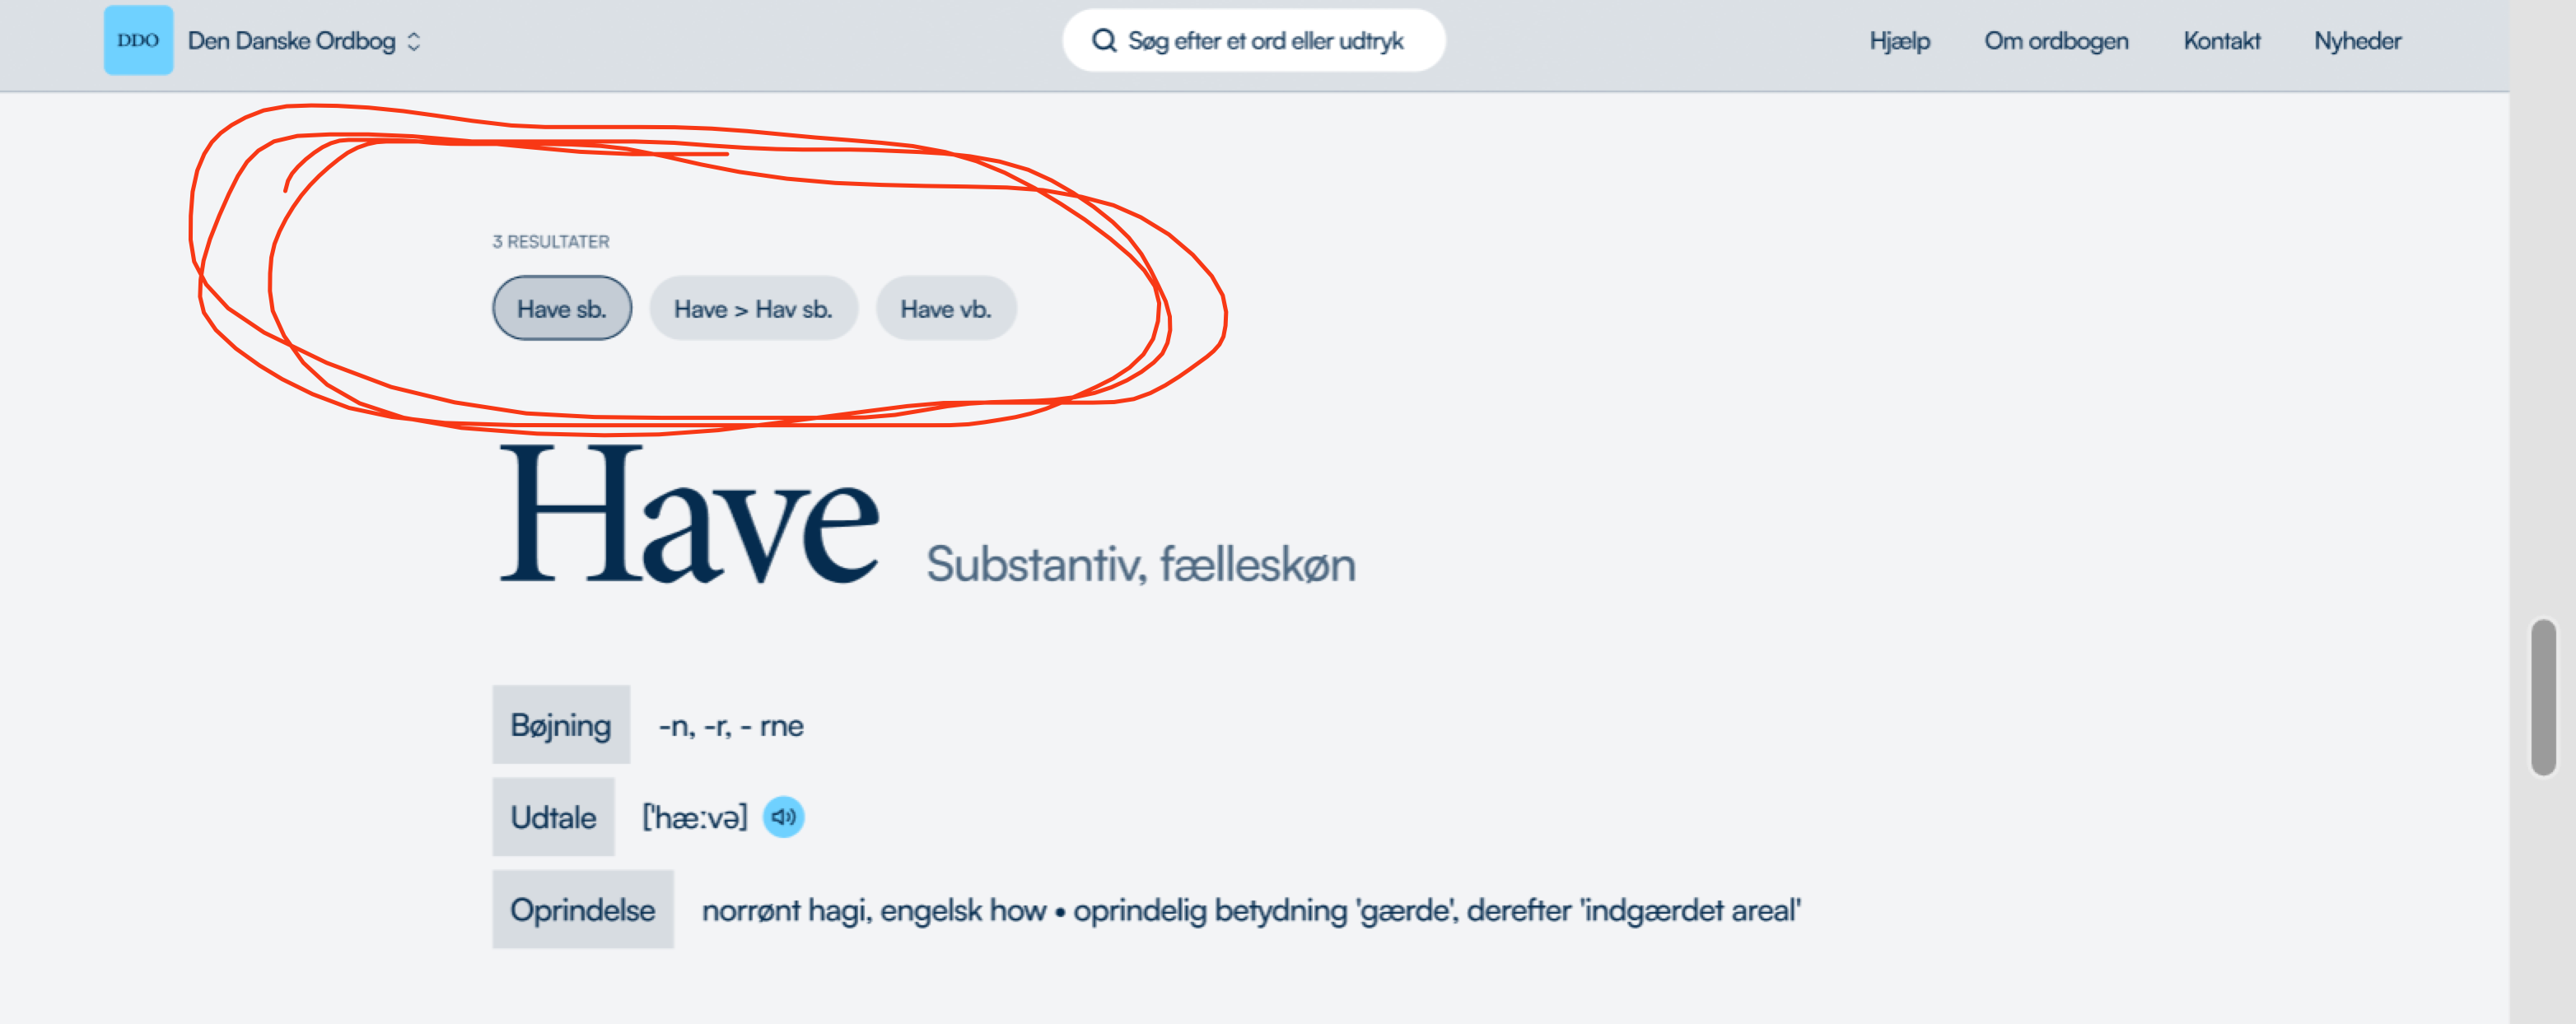 DDO Den Danske Ordbog Søg efter et ord eller udtryk Hjælp Om ordbogen Kontakt Nyheder
3 RESULTATER
Have sb. Have > Hav sb. Have vb.
Have Substantiv, fælleskøn
Bøjning -n, -r, - rne
Udtale ['hæːvə]
Oprindelse norrønt hagi, engelsk how • oprindelig betydning 'gærde', derefter 'indgærdet areal'